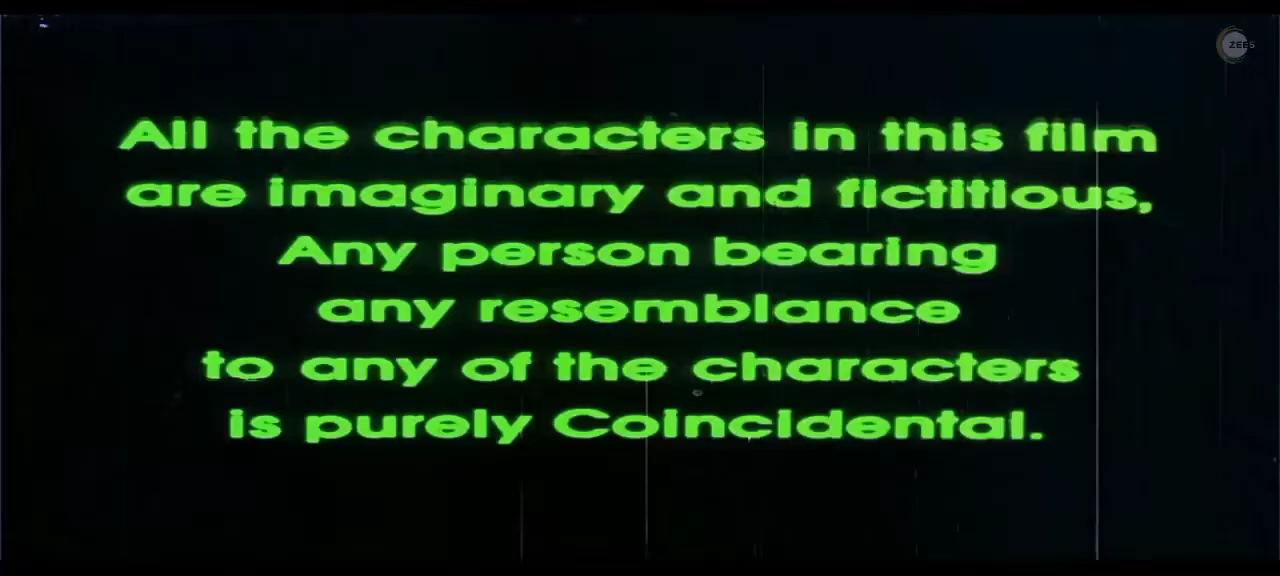 ZEE5
All the characters in this film
are imaginary and fictitious,
Any person bearing
any resemblance
to any of the characters
is purely Coincidental.